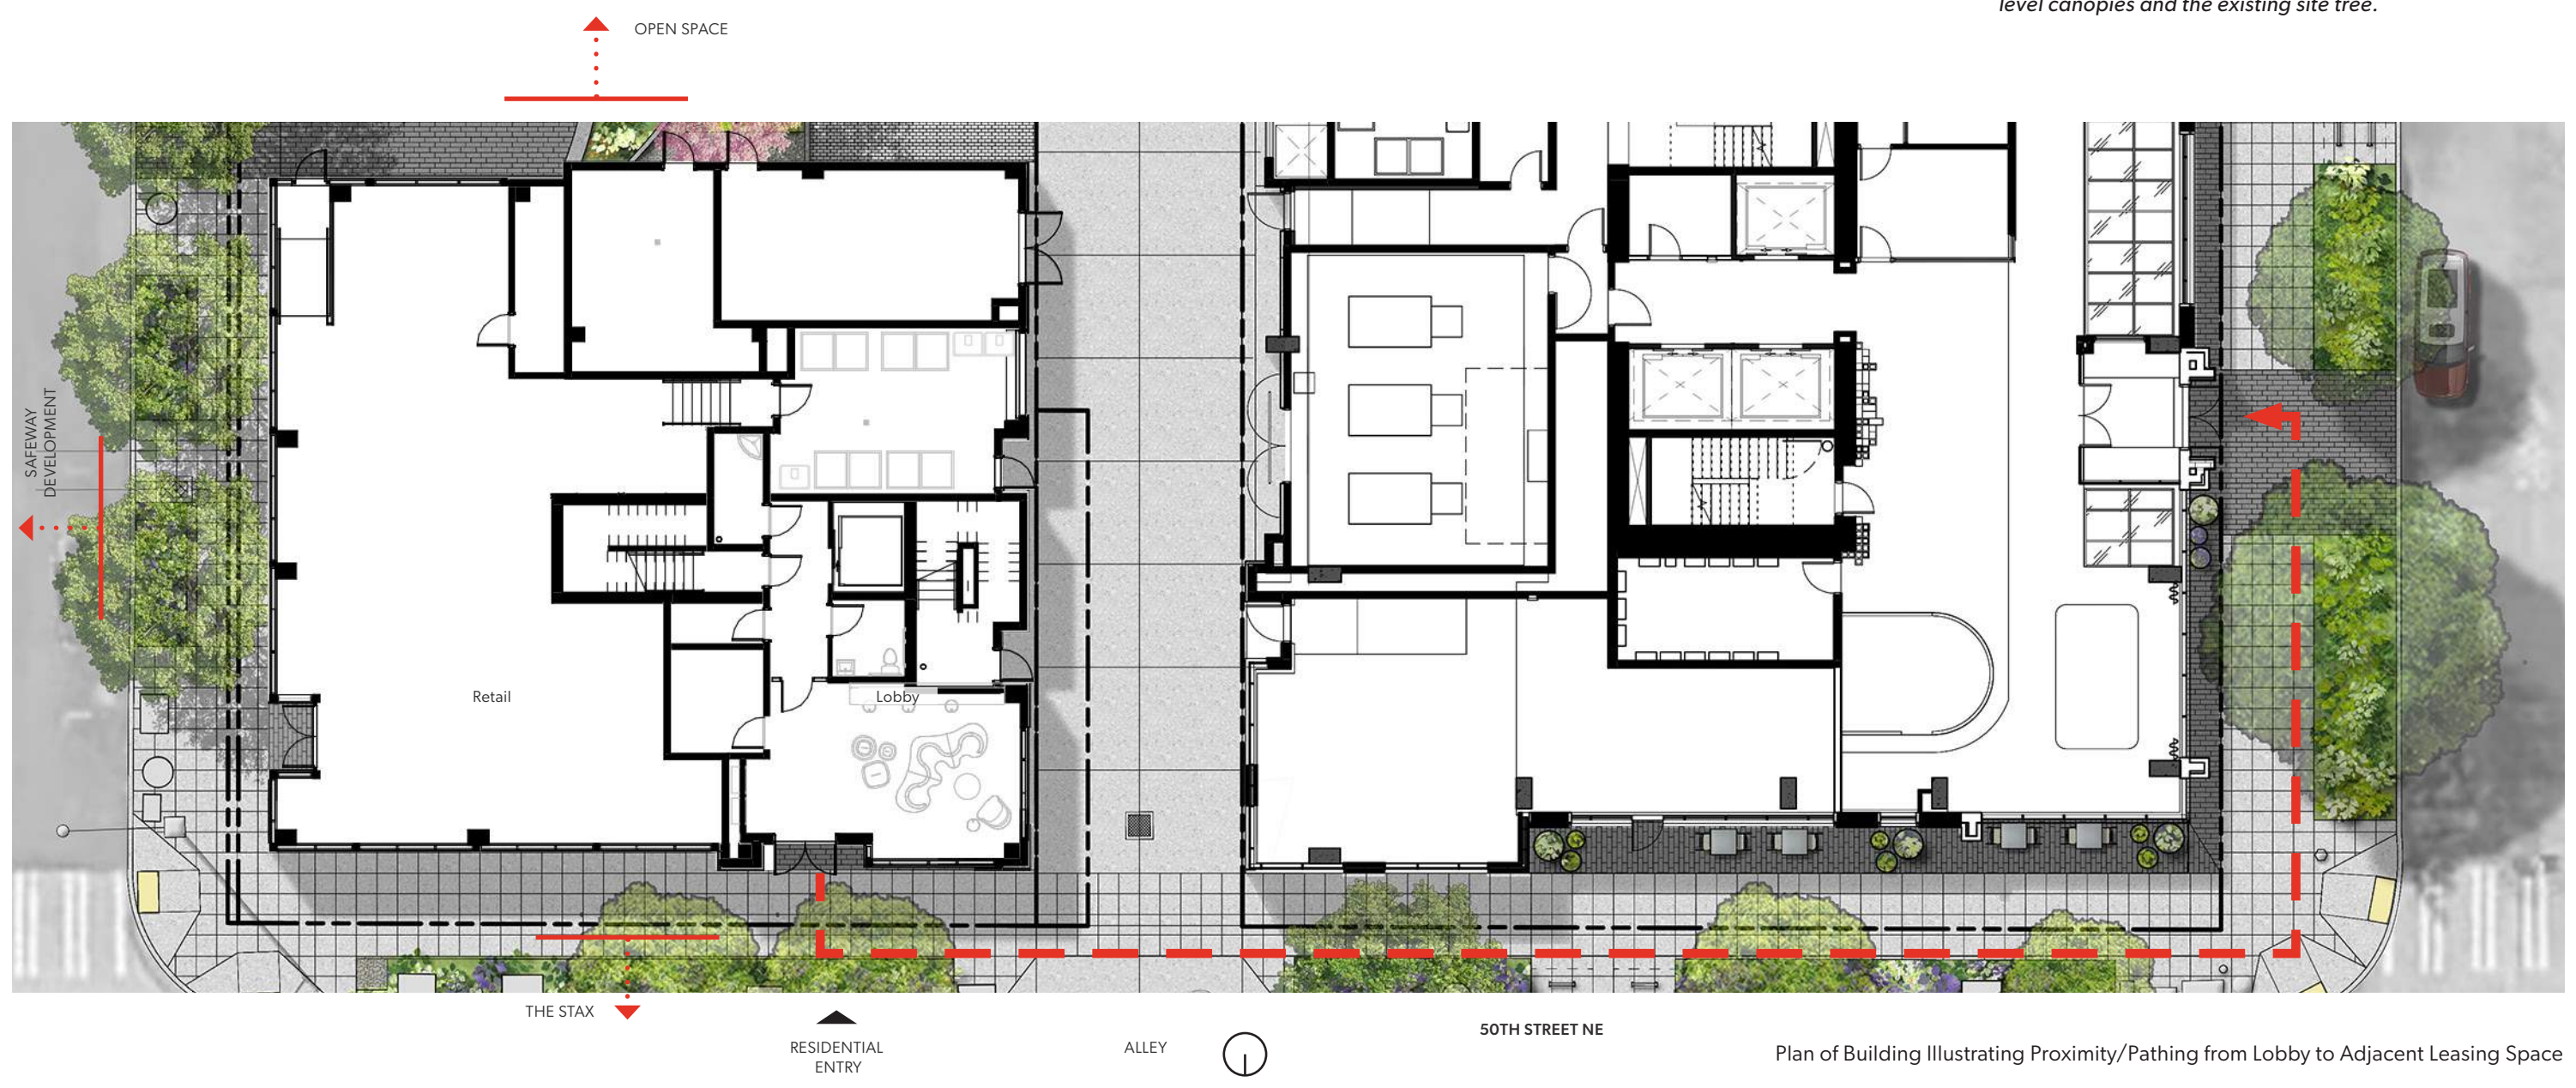 level canopies and the existing site tree.
OPEN SPACE
SAFEWAY
DEVELOPMENT
Retail
Lobby
THE STAX
RESIDENTIAL
ENTRY
ALLEY
50TH STREET NE
Plan of Building Illustrating Proximity/Pathing from Lobby to Adjacent Leasing Space